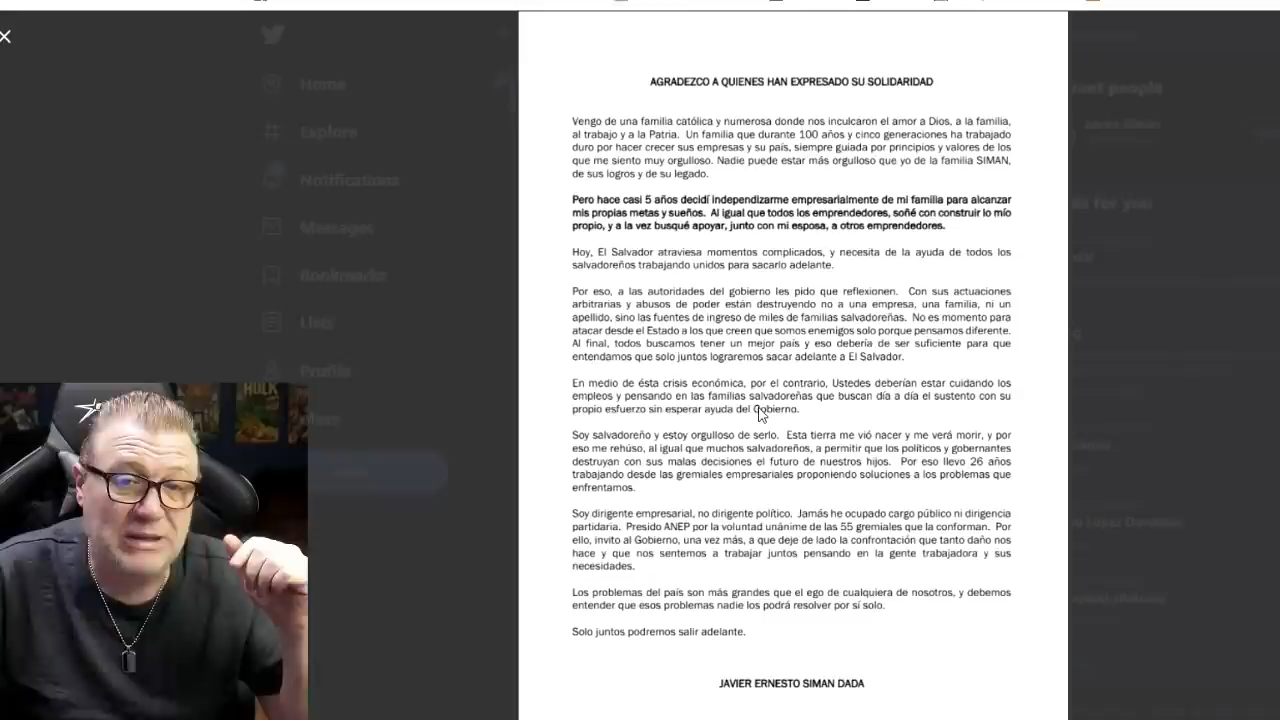 Home
Explore
Notifications
Messages
Bookmarks
Lists
Profile
HULK
AGRADEZCO A QUIENES HAN EXPRESADO SU SOLIDARIDAD
Vengo de una familia católica y numerosa donde nos inculcaron el amor a Dios, a la familia,
al trabajo y a la Patria. Un familia que durante 100 años y cinco generaciones ha trabajado
duro por hacer crecer sus empresas y su país, siempre guiada por principios y valores de los
que me siento muy orgulloso. Nadie puede estar más orgulloso que yo de la familia SIMAN,
de sus logros y de su legado.
Pero hace casi 5 años decidí independizarme empresarialmente de mi familia para alcanzar
mis propias metas y sueños. Al igual que todos los emprendedores, soñé con construir lo mío
propio, y a la vez busqué apoyar, junto con mi esposa, a otros emprendedores.
Hoy, El Salvador atraviesa momentos complicados, y necesita de la ayuda de todos los
salvadoreños trabajando unidos para sacarlo adelante.
Por eso, a las autoridades del gobierno les pido que reflexionen. Con sus actuaciones
arbitrarias y abusos de poder están destruyendo no a una empresa, una familia, ni un
apellido, sino las fuentes de ingreso de miles de familias salvadoreñas. No es momento para
atacar desde el Estado a los que creen que somos enemigos solo porque pensamos diferente.
Al final, todos buscamos tener un mejor país y eso debería de ser suficiente para que
entendamos que solo juntos lograremos sacar adelante a El Salvador.
En medio de ésta crisis económica, por el contrario, Ustedes deberían estar cuidando los
empleos y pensando en las familias salvadoreñas que buscan día a día el sustento con su
propio esfuerzo sin esperar ayuda del Gobierno.
Soy salvadoreño y estoy orgulloso de serlo. Esta tierra me vió nacer y me verá morir, y por
eso me rehúso, al igual que muchos salvadoreños, a permitir que los políticos y gobernantes
destruyan con sus malas decisiones el futuro de nuestros hijos. Por eso llevo 26 años
trabajando desde las gremiales empresariales proponiendo soluciones a los problemas que
enfrentamos.
Soy dirigente empresarial, no dirigente político. Jamás he ocupado cargo público ni dirigencia
partidaria. Presido ANEP por la voluntad unánime de las 55 gremiales que la conforman. Por
ello, invito al Gobierno, una vez más, a que deje de lado la confrontación que tanto daño nos
hace y que nos sentemos a trabajar juntos pensando en la gente trabajadora y sus
necesidades.
Los problemas del país son más grandes que el ego de cualquiera de nosotros, y debemos
entender que esos problemas nadie los podrá resolver por sí solo.
Solo juntos podremos salir adelante.
JAVIER ERNESTO SIMAN DADA